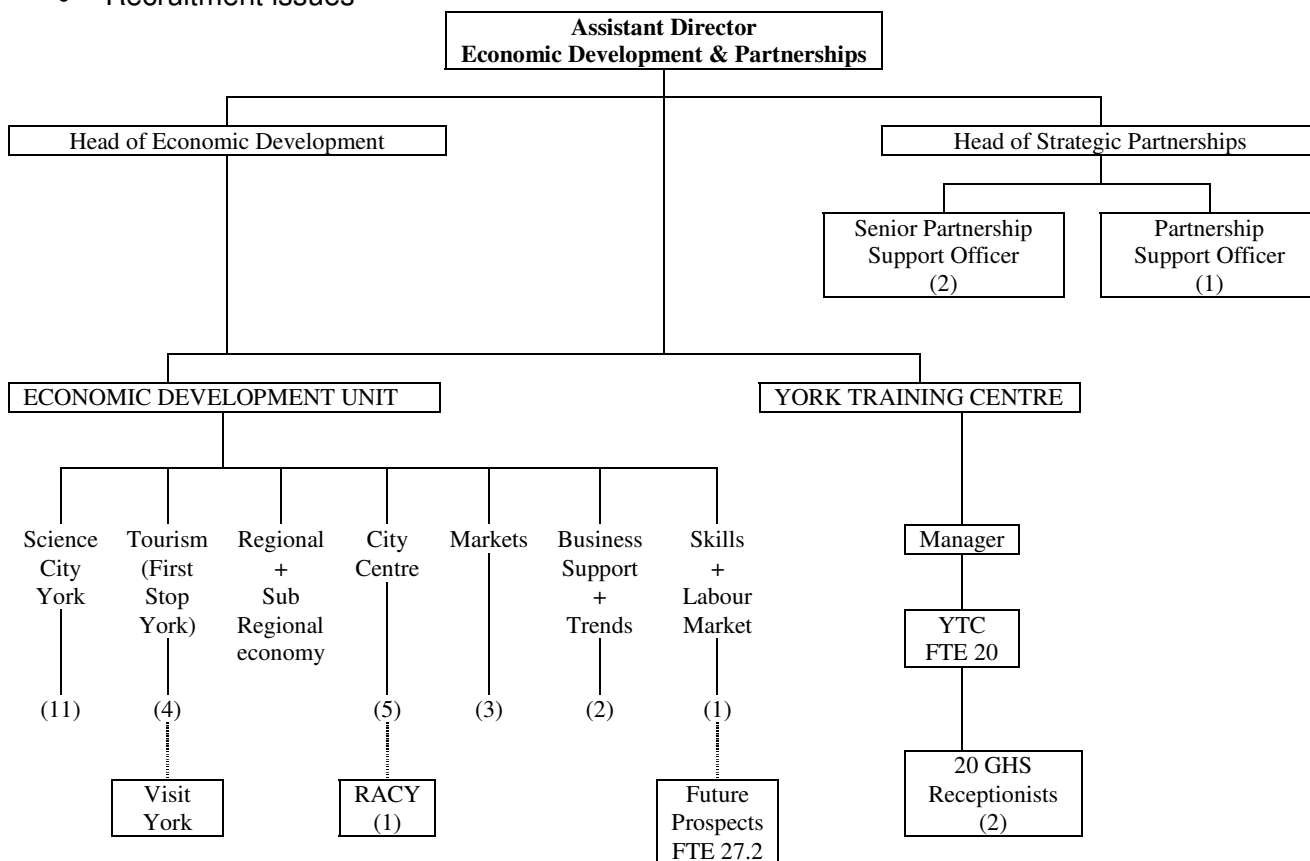 • Recruitment issues
Assistant Director
Economic Development & Partnerships
Head of Economic Development
Head of Strategic Partnerships
Senior Partnership
Support Officer
(2)
Partnership
Support Officer
(1)
ECONOMIC DEVELOPMENT UNIT
YORK TRAINING CENTRE
Science
City
York
(11)
Tourism
(First
Stop
York)
(4)
Visit
York
Regional
+
Sub
Regional
economy
City
Centre
(5)
RACY
(1)
Markets
(3)
Business
Support
+
Trends
(2)
Skills
+
Labour
Market
(1)
Future
Prospects
FTE 27.2
Manager
YTC
FTE 20
20 GHS
Receptionists
(2)